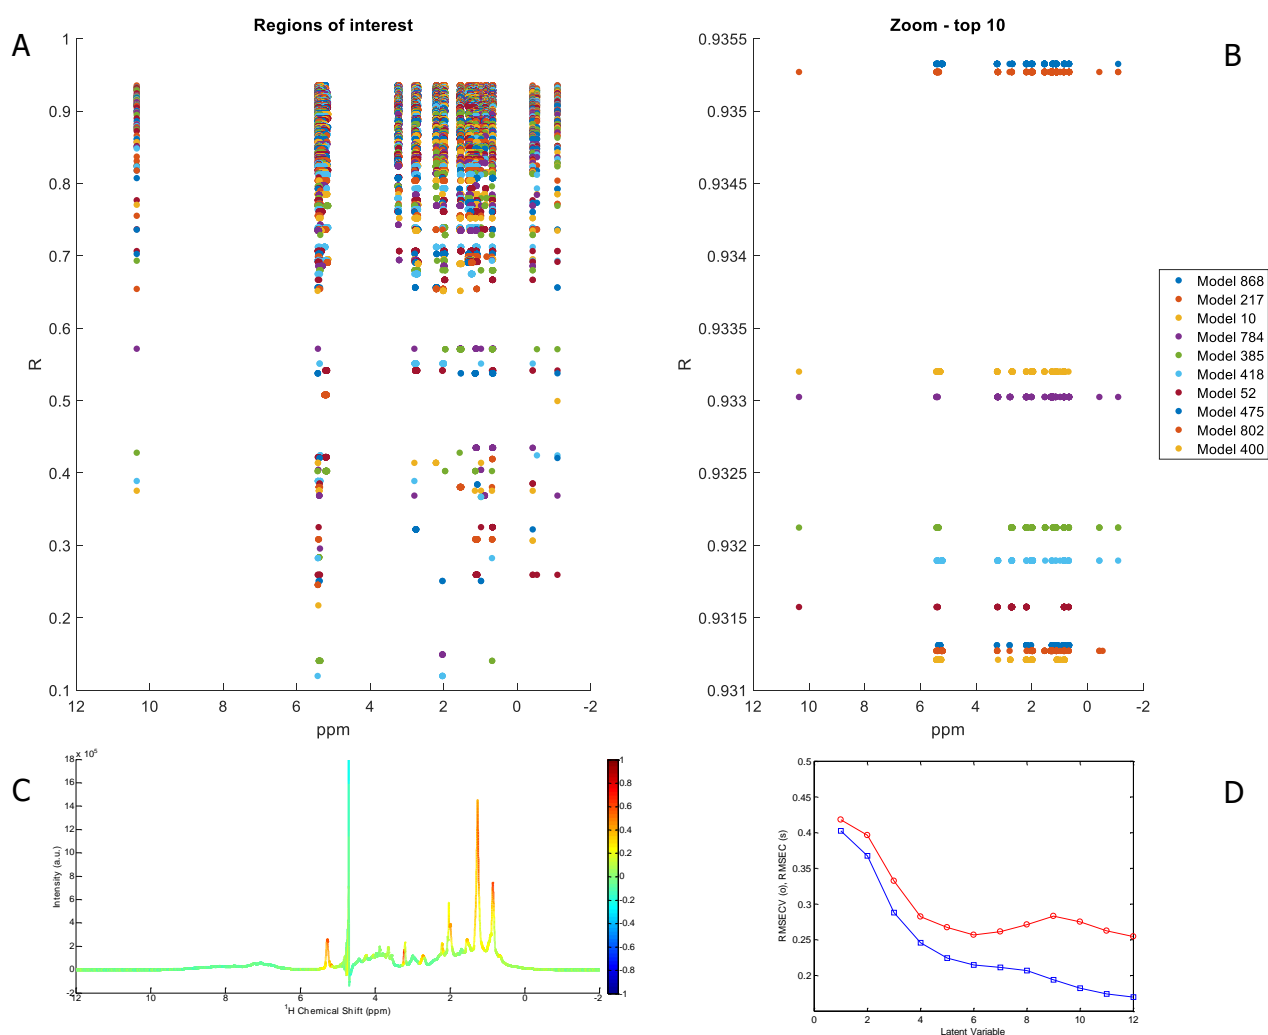 A
Regions of interest
1
0.9
0.8
0.7
0.6
0.5
0.4
0.3
0.2
0.1
R
12 10 8 6 4 2 0 -2
ppm
B
Zoom - top 10
0.9355
0.935
0.9345
0.934
0.9335
0.933
0.9325
0.932
0.9315
0.931
R
12 10 8 6 4 2 0 -2
ppm
Model 868
Model 217
Model 10
Model 784
Model 385
Model 418
Model 52
Model 475
Model 802
Model 400
C
18 x 10⁵
16
14
12
10
8
6
4
2
0
-2
Intensity (a.u.)
12 10 8 6 4 2 0 -2
¹H Chemical Shift (ppm)
1
0.8
0.6
0.4
0.2
0
-0.2
-0.4
-0.6
-0.8
-1
D
0.5
0.45
0.4
0.35
0.3
0.25
0.2
RMSECV (o), RMSEC (s)
0 2 4 6 8 10 12
Latent Variable